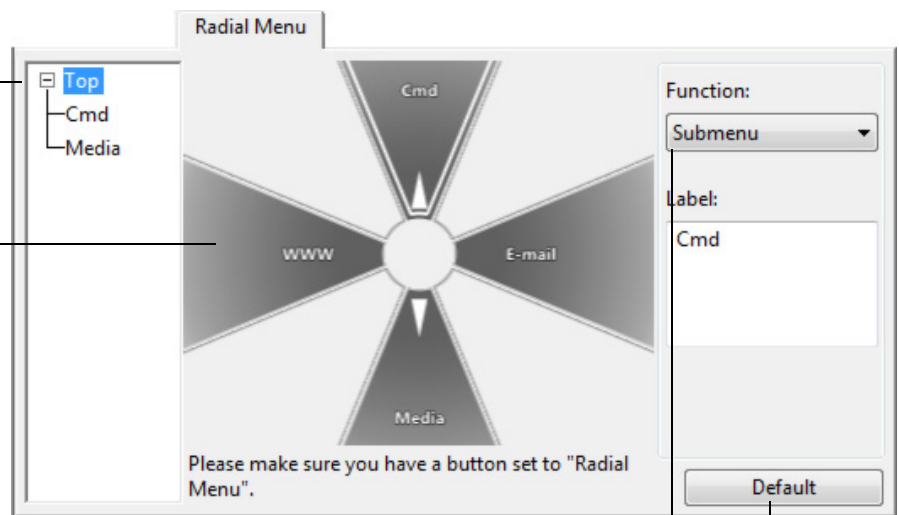 Radial Menu
Top
Cmd
Media
Cmd
WWW
E-mail
Media
Please make sure you have a button set to "Radial
Menu".
Function:
Submenu
Label:
Cmd
Default